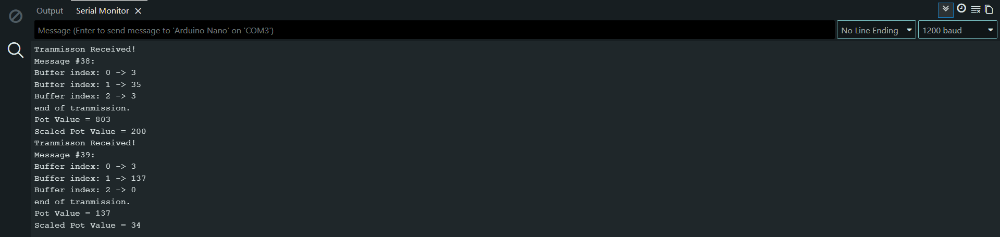 Output Serial Monitor
Message (Enter to send message to 'Arduino Nano' on 'COM3') No Line Ending 1200 baud
Tranmisson Received!
Message #38:
Buffer index: 0 -> 3
Buffer index: 1 -> 35
Buffer index: 2 -> 3
end of tranmission.
Pot Value = 803
Scaled Pot Value = 200
Tranmisson Received!
Message #39:
Buffer index: 0 -> 3
Buffer index: 1 -> 137
Buffer index: 2 -> 0
end of tranmission.
Pot Value = 137
Scaled Pot Value = 34